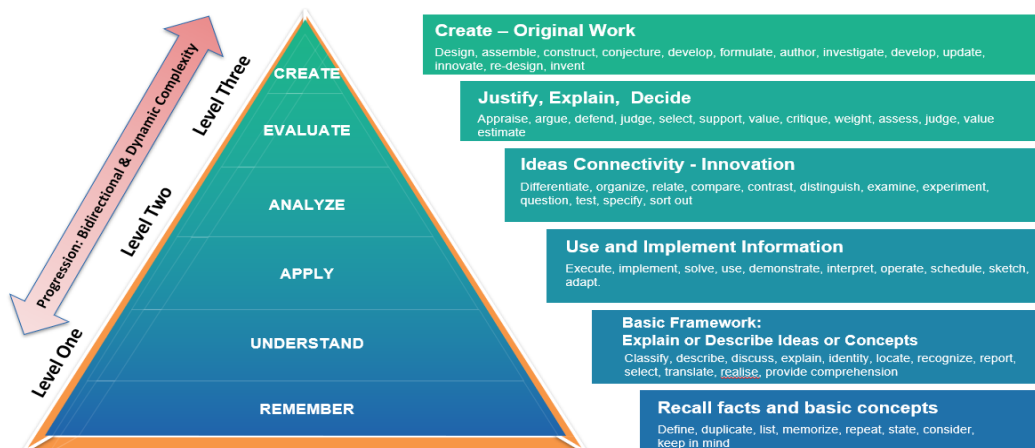 Progression: Bidirectional & Dynamic Complexity
Level Three
Level Two
Level One
CREATE
EVALUATE
ANALYZE
APPLY
UNDERSTAND
REMEMBER
Create – Original Work
Design, assemble, construct, conjecture, develop, formulate, author, investigate, develop, update,
innovate, re-design, invent
Justify, Explain, Decide
Appraise, argue, defend, judge, select, support, value, critique, weight, assess, judge, value
estimate
Ideas Connectivity - Innovation
Differentiate, organize, relate, compare, contrast, distinguish, examine, experiment,
question, test, specify, sort out
Use and Implement Information
Execute, implement, solve, use, demonstrate, interpret, operate, schedule, sketch,
adapt.
Basic Framework:
Explain or Describe Ideas or Concepts
Classify, describe, discuss, explain, identity, locate, recognize, report,
select, translate, realise, provide comprehension
Recall facts and basic concepts
Define, duplicate, list, memorize, repeat, state, consider,
keep in mind